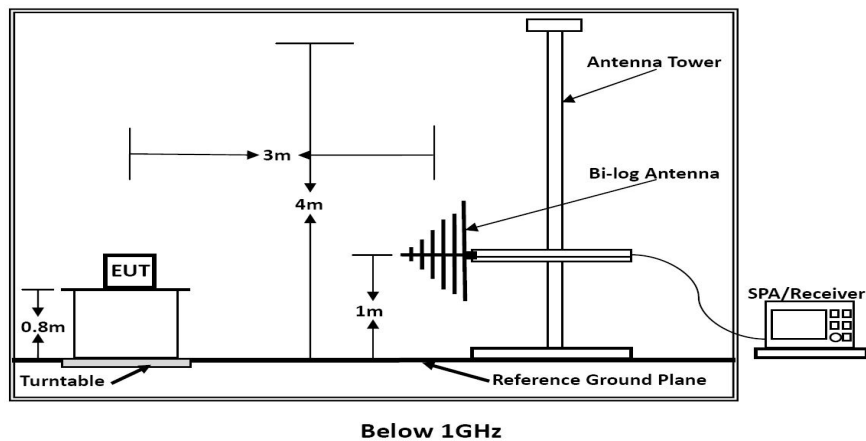 Antenna Tower
3m
Bi-log Antenna
4m
EUT
SPA/Receiver
0.8m
1m
Turntable
Reference Ground Plane
Below 1GHz